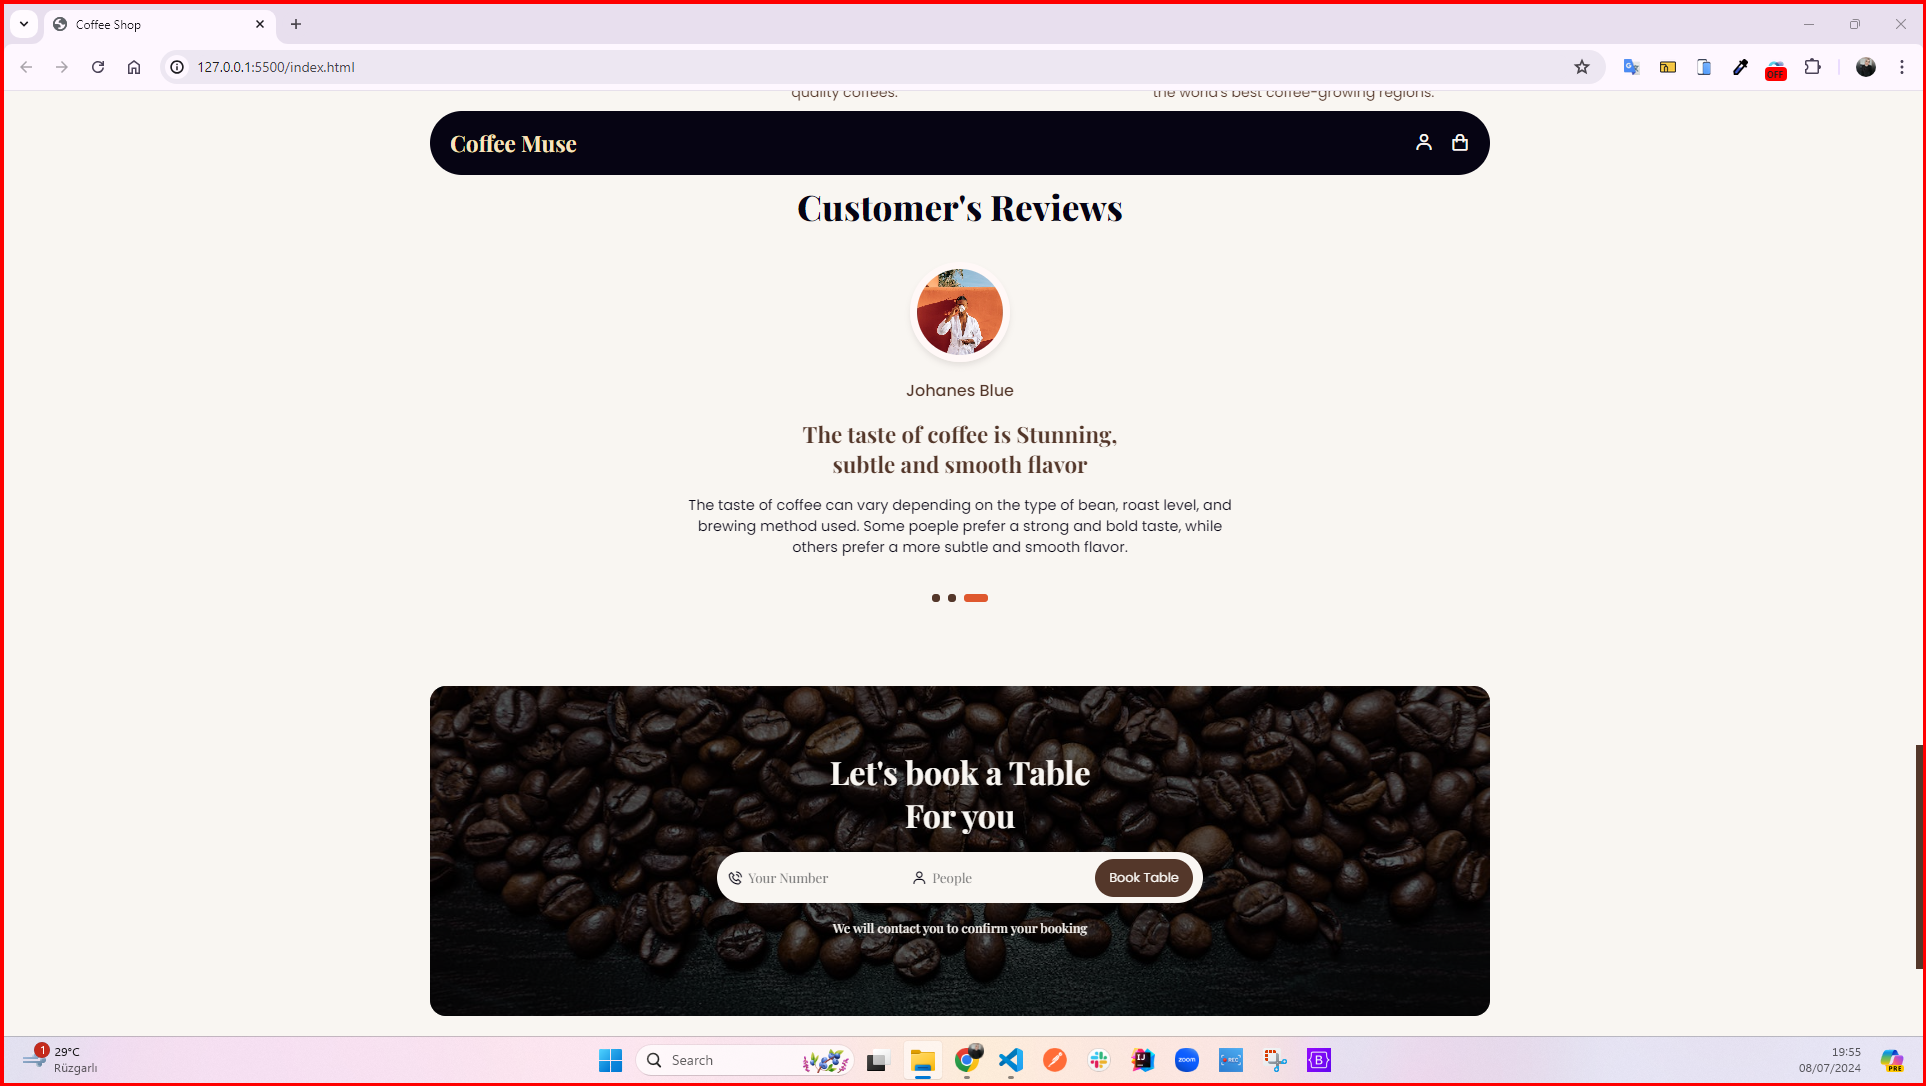 Coffee Shop
127.0.0.1:5500/index.html
OFF
quality coffees.
the world's best coffee-growing regions.
Coffee Muse
Customer's Reviews
Johanes Blue
The taste of coffee is Stunning,
subtle and smooth flavor
The taste of coffee can vary depending on the type of bean, roast level, and
brewing method used. Some poeple prefer a strong and bold taste, while
others prefer a more subtle and smooth flavor.
Let's book a Table
For you
Your Number
People
Book Table
We will contact you to confirm your booking
1
29°C
Rüzgarlı
Search
zoom
REC
B
19:55
08/07/2024
PRE